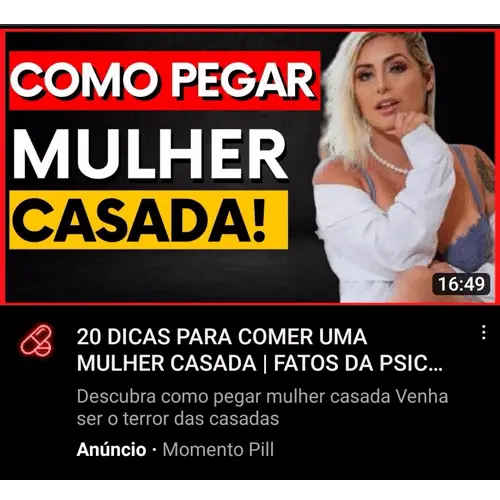 COMO PEGAR
MULHER
CASADA!
16:49
20 DICAS PARA COMER UMA
MULHER CASADA | FATOS DA PSIC...
Descubra como pegar mulher casada Venha
ser o terror das casadas
Anúncio · Momento Pill